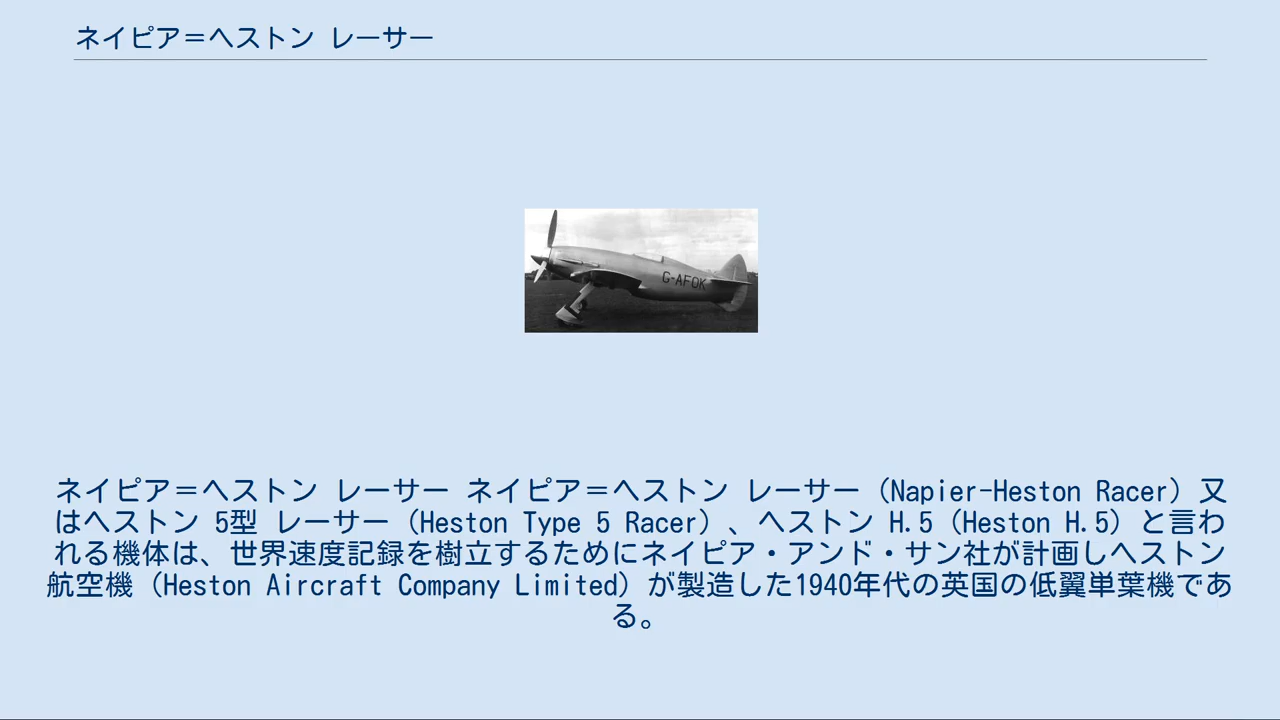 ネイピア＝ヘストン レーサー
G-AFOK
ネイピア＝ヘストン レーサー ネイピア＝ヘストン レーサー（Napier-Heston Racer）又
はヘストン 5型 レーサー（Heston Type 5 Racer）、ヘストン H.5（Heston H.5）と言わ
れる機体は、世界速度記録を樹立するためにネイピア・アンド・サン社が計画しヘストン
航空機（Heston Aircraft Company Limited）が製造した1940年代の英国の低翼単葉機であ
る。